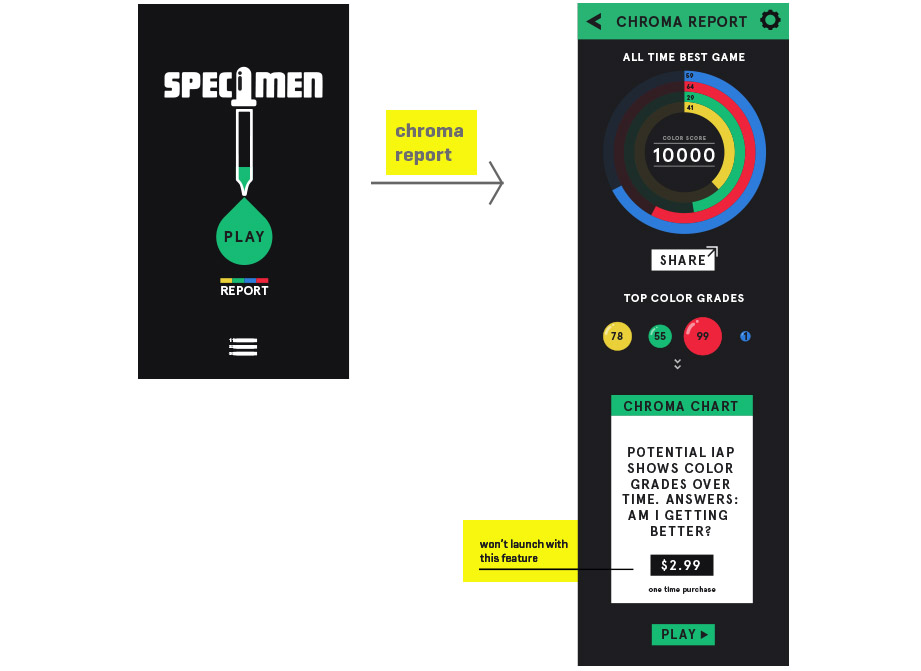 SPECIMEN
PLAY
REPORT
chroma
report
CHROMA REPORT
ALL TIME BEST GAME
59
64
29
41
COLOR SCORE
10000
SHARE
TOP COLOR GRADES
78 55 99 1
CHROMA CHART
POTENTIAL IAP
SHOWS COLOR
GRADES OVER
TIME. ANSWERS:
AM I GETTING
BETTER?
$2.99
one time purchase
won't launch with
this feature
PLAY